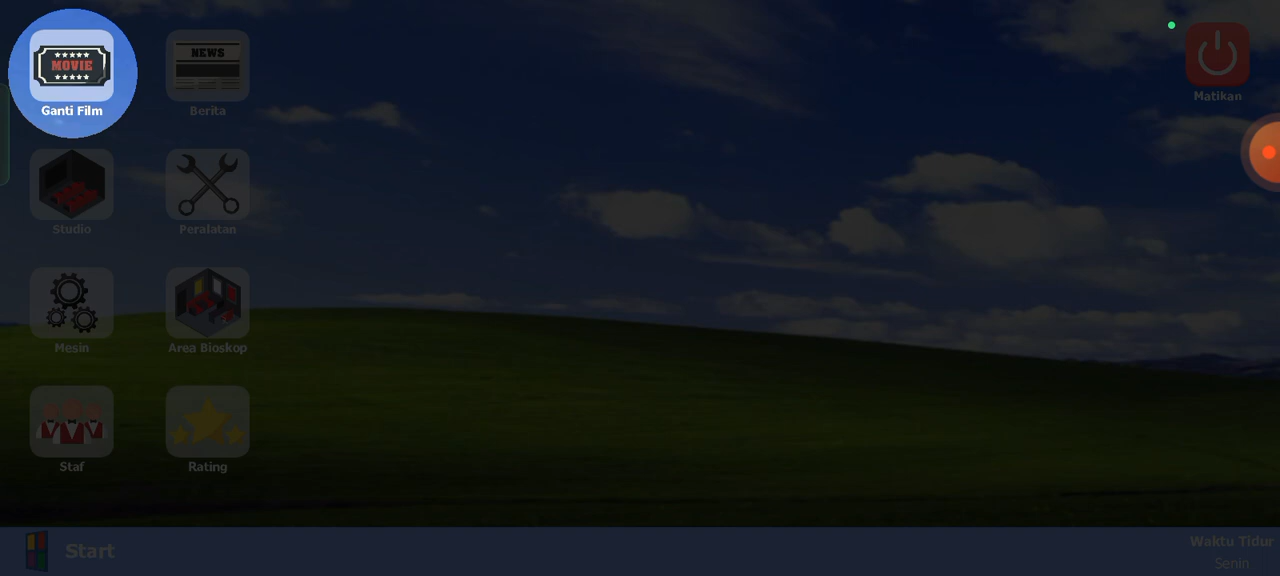 MOVIE
Ganti Film
NEWS
Berita
Matikan
Studio
Peralatan
Mesin
Area Bioskop
Staf
Rating
Start
Waktu Tidur
Senin